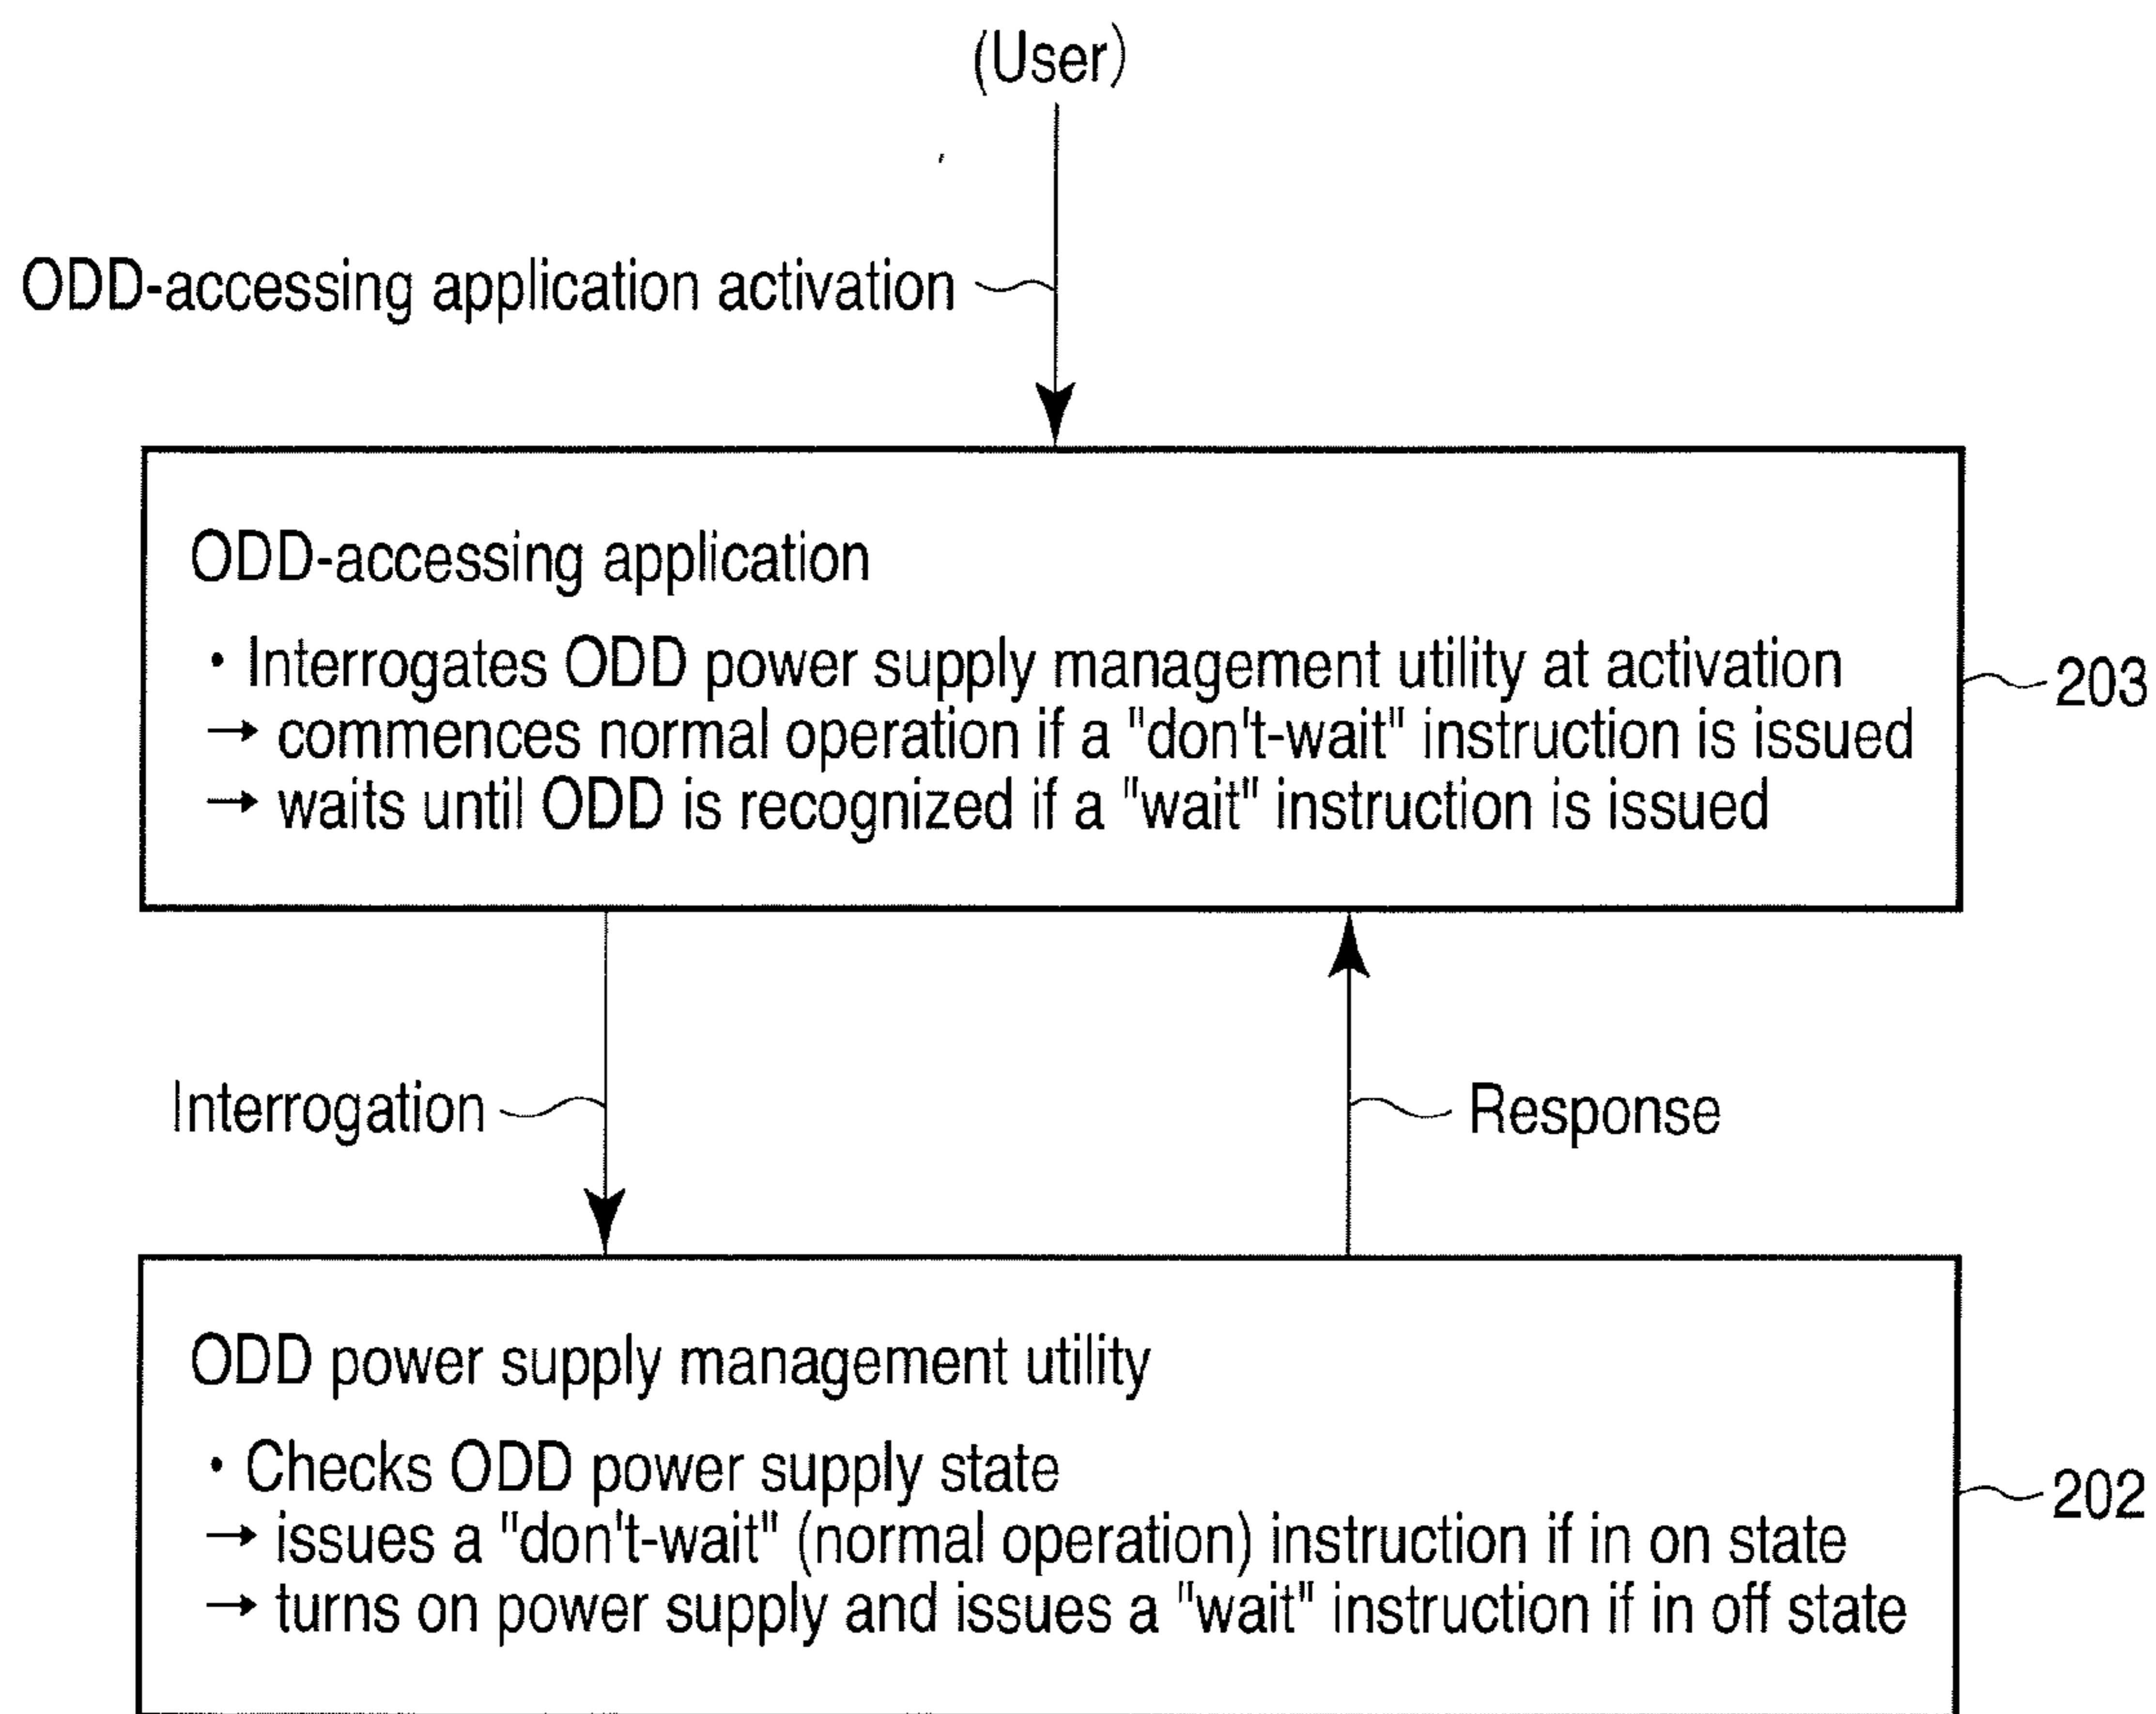 (User)
ODD-accessing application activation
ODD-accessing application
• Interrogates ODD power supply management utility at activation
→ commences normal operation if a "don't-wait" instruction is issued
→ waits until ODD is recognized if a "wait" instruction is issued
203
Interrogation
Response
ODD power supply management utility
• Checks ODD power supply state
→ issues a "don't-wait" (normal operation) instruction if in on state
→ turns on power supply and issues a "wait" instruction if in off state
202